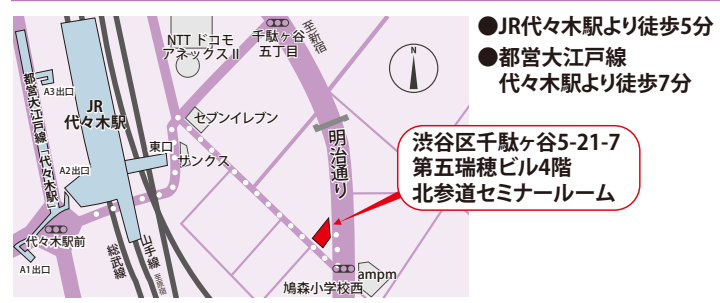 NTT ドコモ
アネックスⅡ
千駄ヶ谷
五丁目
至新宿
N
都営大江戸線「代々木駅」
A3出口
JR
代々木駅
セブンイレブン
東口
サンクス
A2出口
明治通り
代々木駅前
A1出口
総武線
山手線
至原宿
鳩森小学校西
ampm
●JR代々木駅より徒歩5分
●都営大江戸線
代々木駅より徒歩7分
渋谷区千駄ヶ谷5-21-7
第五瑞穂ビル4階
北参道セミナールーム